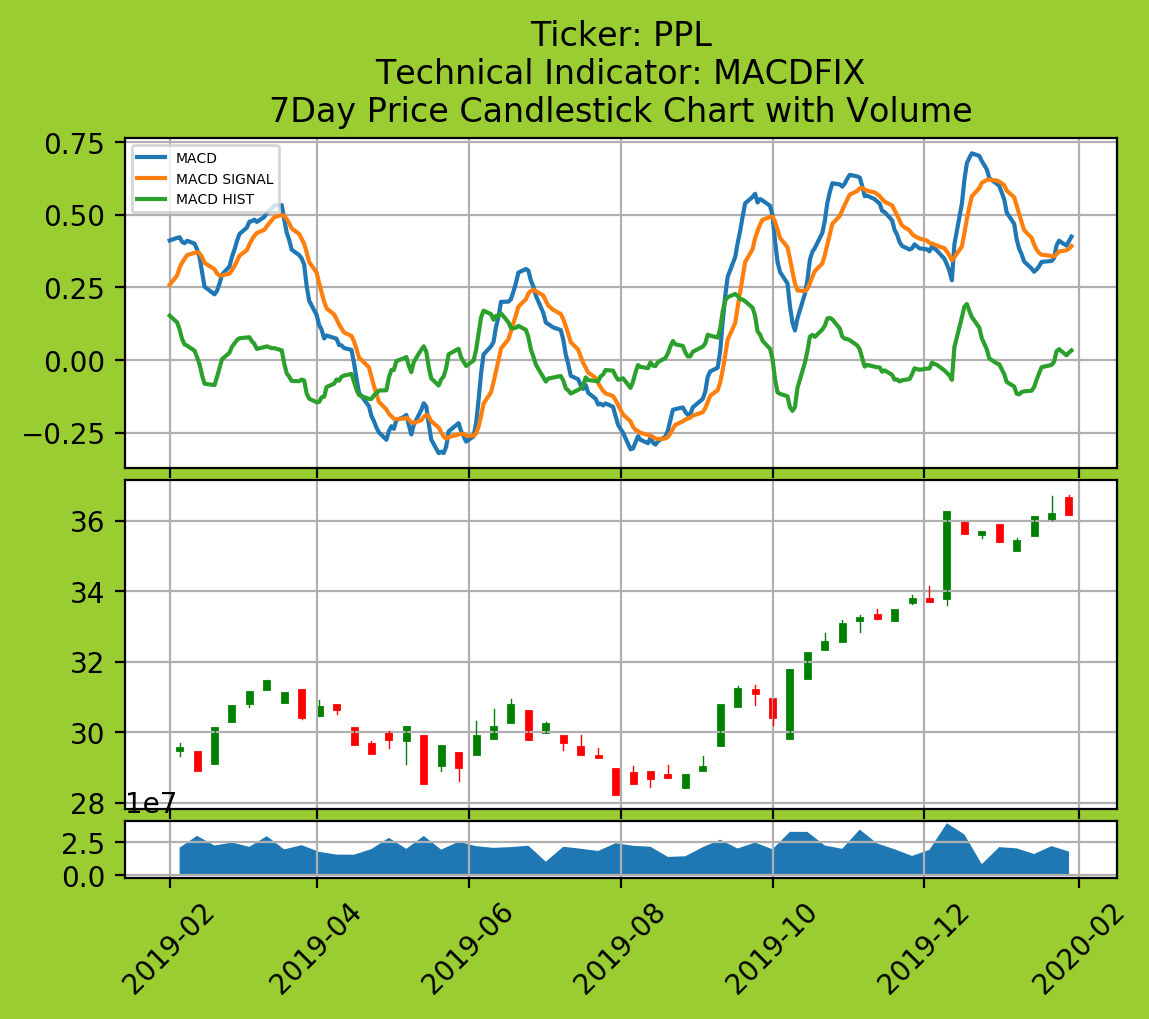 Ticker: PPL
Technical Indicator: MACDFIX
7Day Price Candlestick Chart with Volume
0.75
0.50
0.25
0.00
−0.25
MACD
MACD SIGNAL
MACD HIST
36
34
32
30
28
1e7
2.5
0.0
2019-02
2019-04
2019-06
2019-08
2019-10
2019-12
2020-02